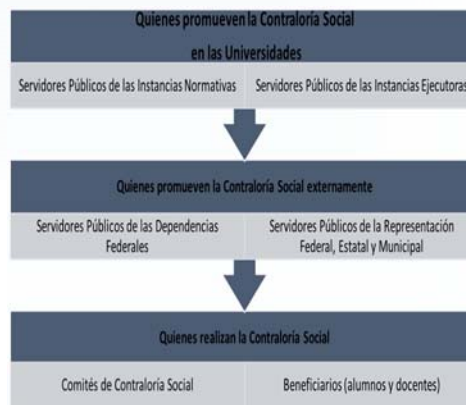 Quienes promueven la Contraloría Social
en las Universidades
Servidores Públicos de las Instancias Normativas
Servidores Públicos de las Instancias Ejecutoras
Quienes promueven la Contraloría Social externamente
Servidores Públicos de las Dependencias
Federales
Servidores Públicos de la Representación
Federal, Estatal y Municipal
Quienes realizan la Contraloría Social
Comités de Contraloría Social
Beneficiarios (alumnos y docentes)